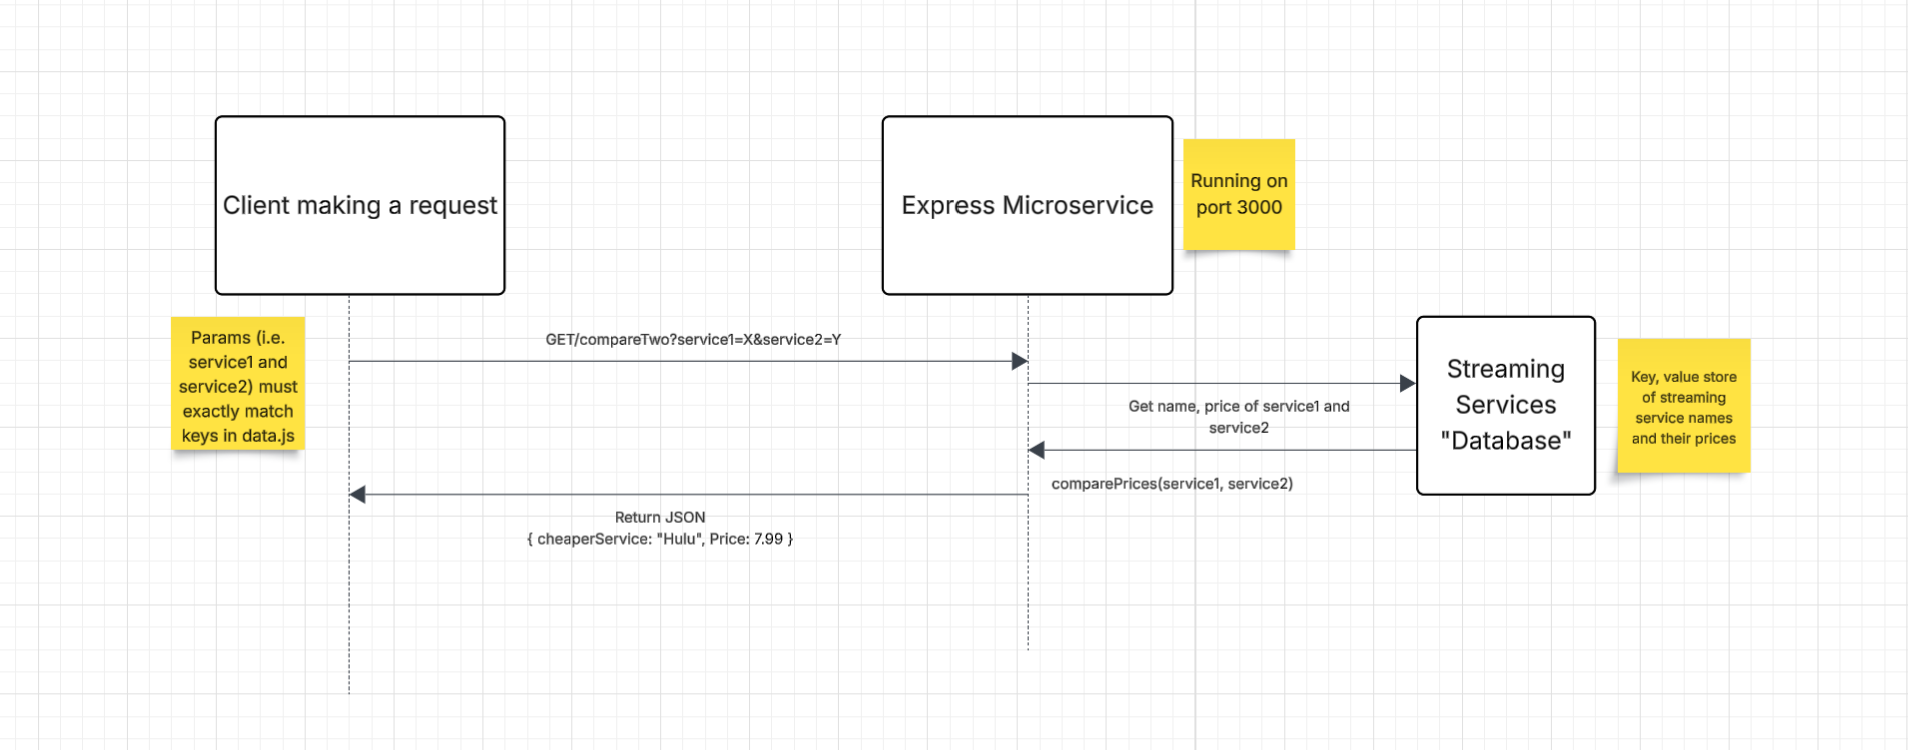 Client making a request
Express Microservice
Running on
port 3000
Params (i.e.
service1 and
service2) must
exactly match
keys in data.js
GET/compareTwo?service1=X&service2=Y
Get name, price of service1 and
service2
comparePrices(service1, service2)
Return JSON
{ cheaperService: "Hulu", Price: 7.99 }
Streaming
Services
"Database"
Key, value store
of streaming
service names
and their prices